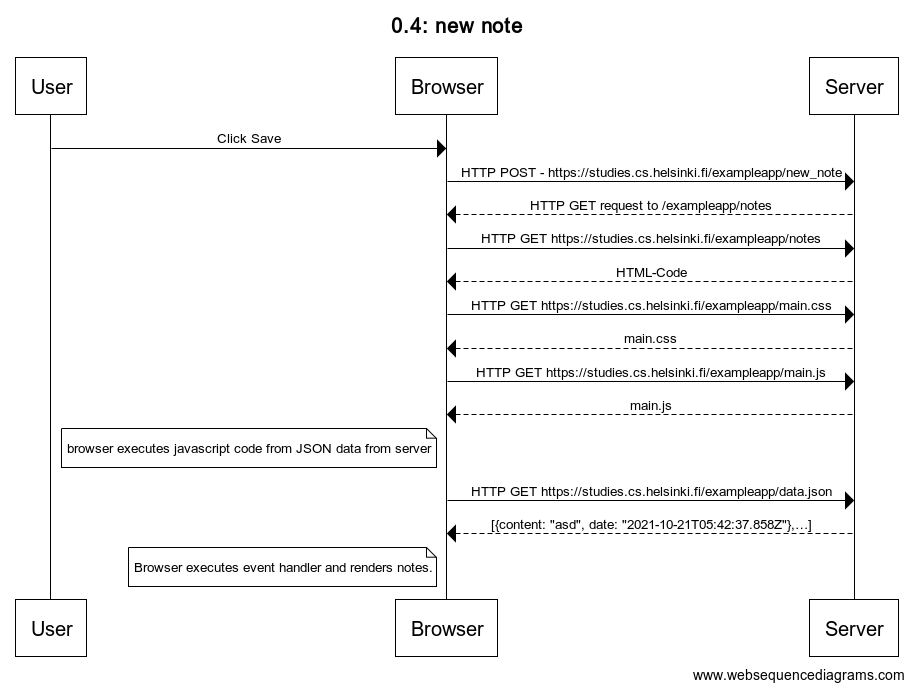 0.4: new note
User
Browser
Server
Click Save
HTTP POST - https://studies.cs.helsinki.fi/exampleapp/new_note
HTTP GET request to /exampleapp/notes
HTTP GET https://studies.cs.helsinki.fi/exampleapp/notes
HTML-Code
HTTP GET https://studies.cs.helsinki.fi/exampleapp/main.css
main.css
HTTP GET https://studies.cs.helsinki.fi/exampleapp/main.js
main.js
browser executes javascript code from JSON data from server
HTTP GET https://studies.cs.helsinki.fi/exampleapp/data.json
[{content: "asd", date: "2021-10-21T05:42:37.858Z"},…]
Browser executes event handler and renders notes.
User
Browser
Server
www.websequencediagrams.com